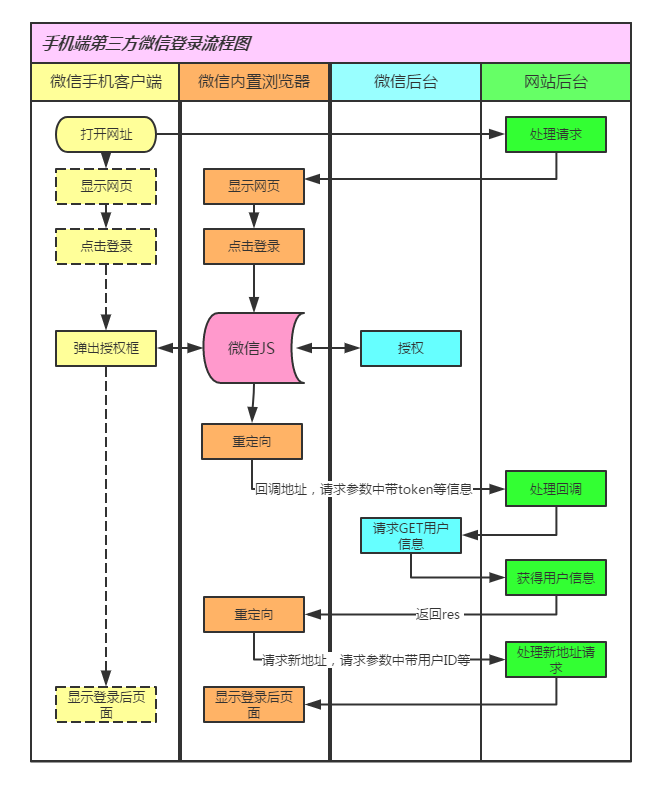 手机端第三方微信登录流程图
微信手机客户端
微信内置浏览器
微信后台
网站后台
打开网址
处理请求
显示网页
显示网页
点击登录
点击登录
弹出授权框
微信JS
授权
重定向
回调地址，请求参数中带token等信息
处理回调
请求GET用户
信息
获得用户信息
重定向
返回res
请求新地址，请求参数中带用户ID等
处理新地址请
求
显示登录后页
面
显示登录后页
面